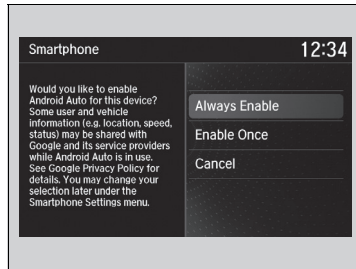 Smartphone
12:34
Would you like to enable
Android Auto for this device?
Some user and vehicle
information (e.g. location, speed,
status) may be shared with
Google and its service providers
while Android Auto is in use.
See Google Privacy Policy for
details. You may change your
selection later under the
Smartphone Settings menu.
Always Enable
Enable Once
Cancel